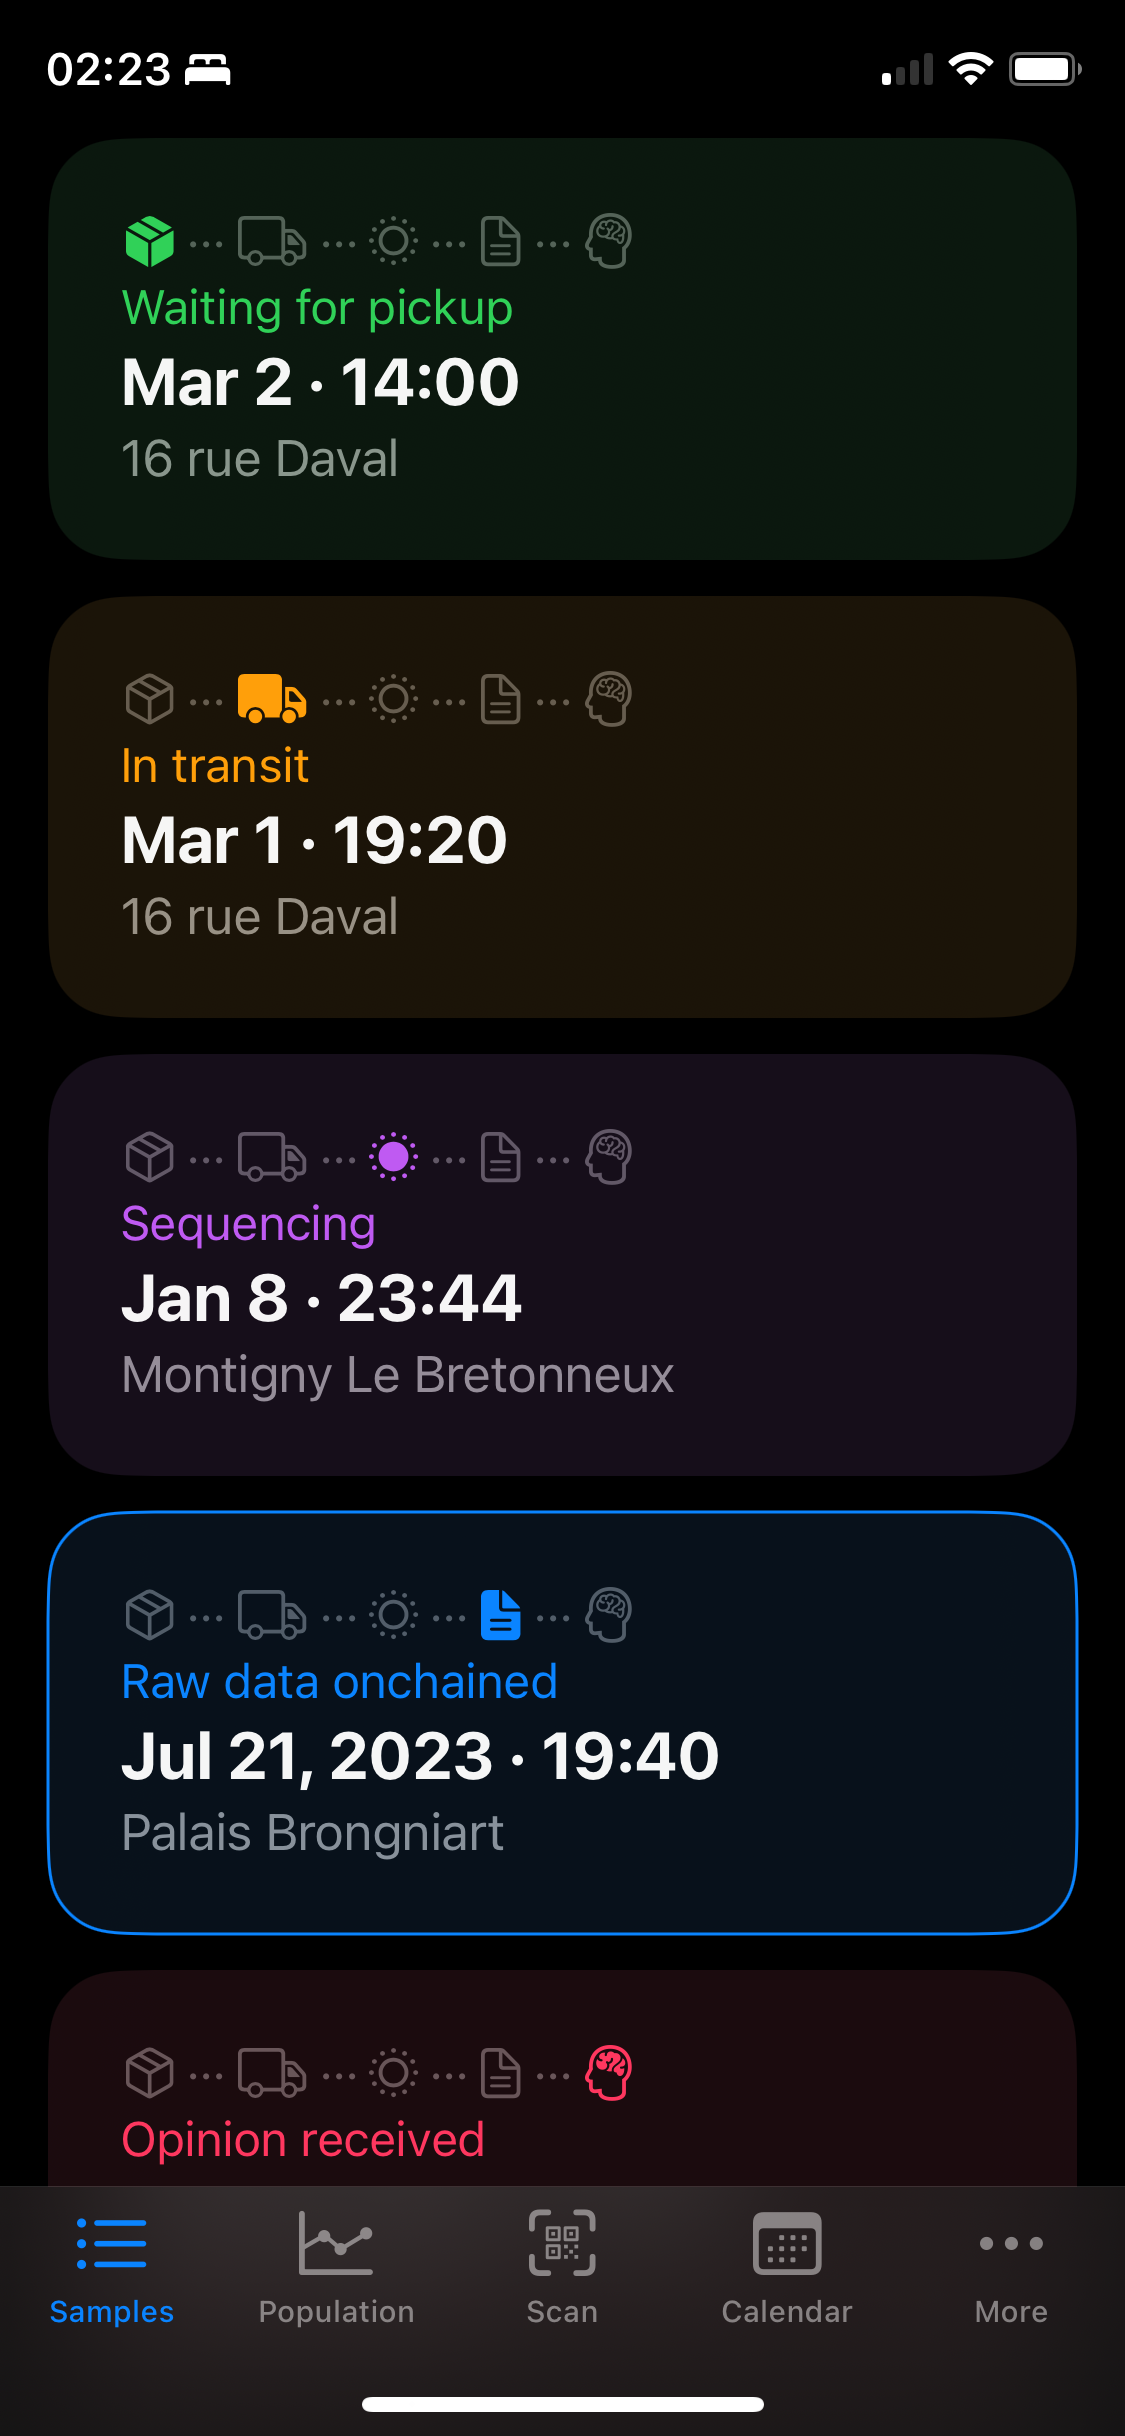 02:23
Waiting for pickup
Mar 2 · 14:00
16 rue Daval
In transit
Mar 1 · 19:20
16 rue Daval
Sequencing
Jan 8 · 23:44
Montigny Le Bretonneux
Raw data onchained
Jul 21, 2023 · 19:40
Palais Brongniart
Opinion received
Samples
Population
Scan
Calendar
More